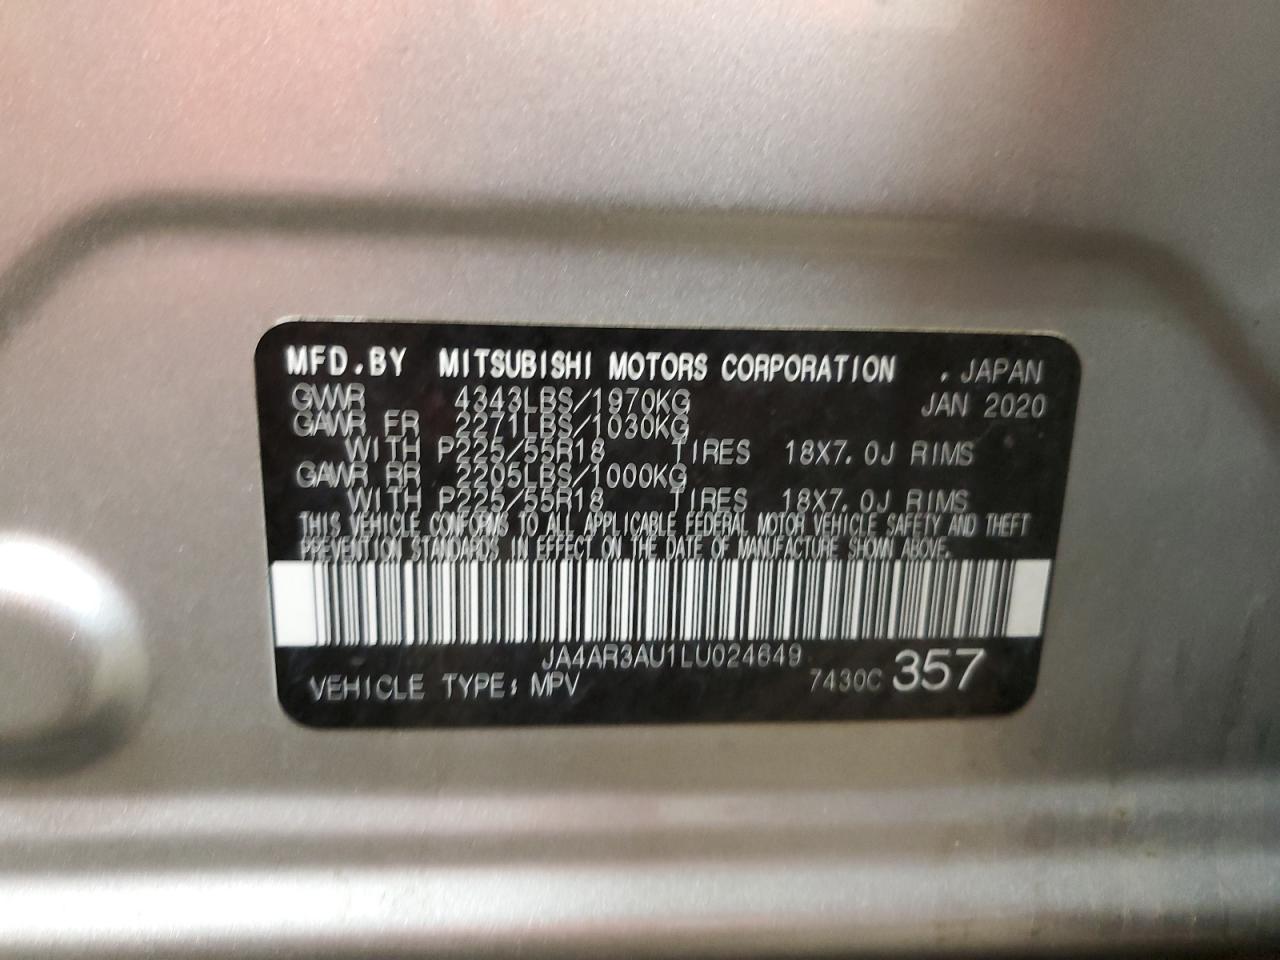 MFD.BY MITSUBISHI MOTORS CORPORATION . JAPAN
GVWR 4343LBS/1970KG JAN 2020
GAWR FR 2271LBS/1030KG
WITH P225/55R18 TIRES 18X7.0J RIMS
GAWR RR 2205LBS/1000KG
WITH P225/55R18 TIRES 18X7.0J RIMS
THIS VEHICLE CONFORMS TO ALL APPLICABLE FEDERAL MOTOR VEHICLE SAFETY AND THEFT
PREVENTION STANDARDS IN EFFECT ON THE DATE OF MANUFACTURE SHOWN ABOVE.
JA4AR3AU1LU024649
VEHICLE TYPE: MPV 7430C 357